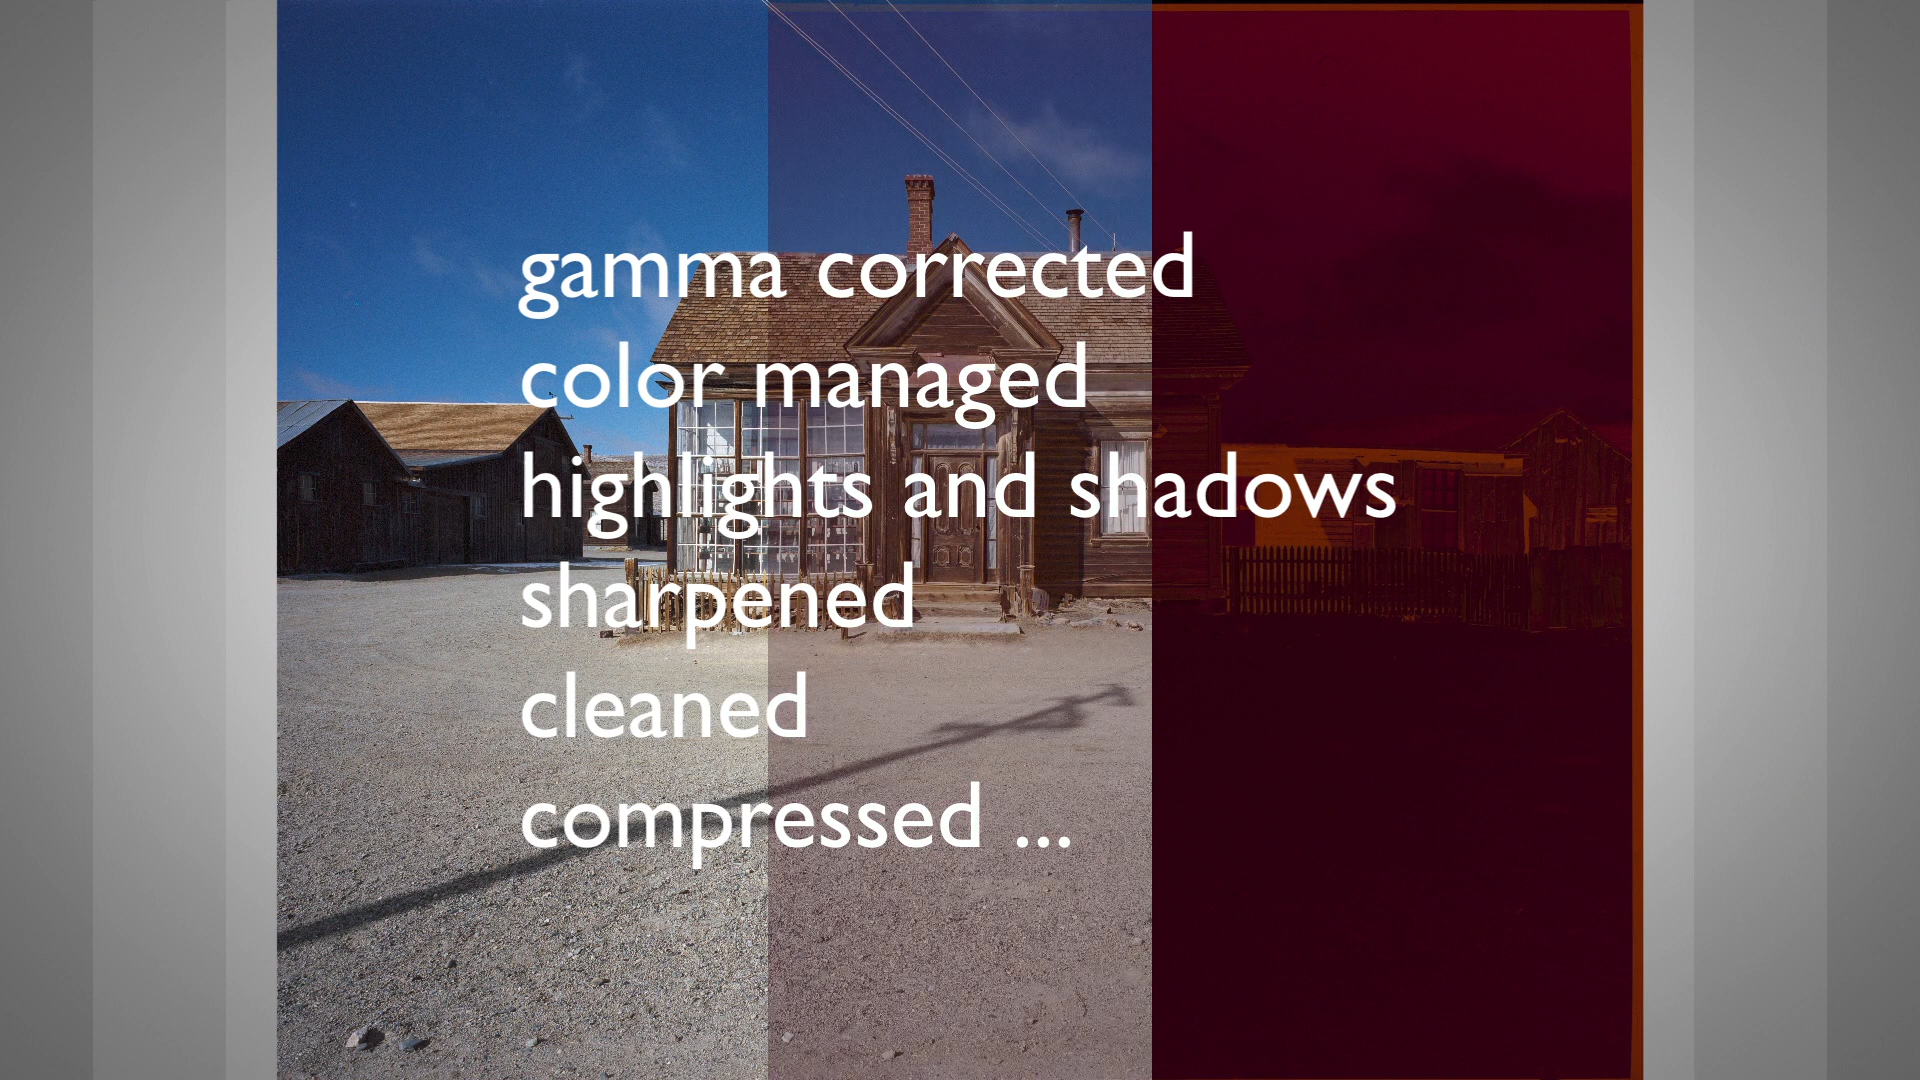 gamma corrected
color managed
highlights and shadows
sharpened
cleaned
compressed ...